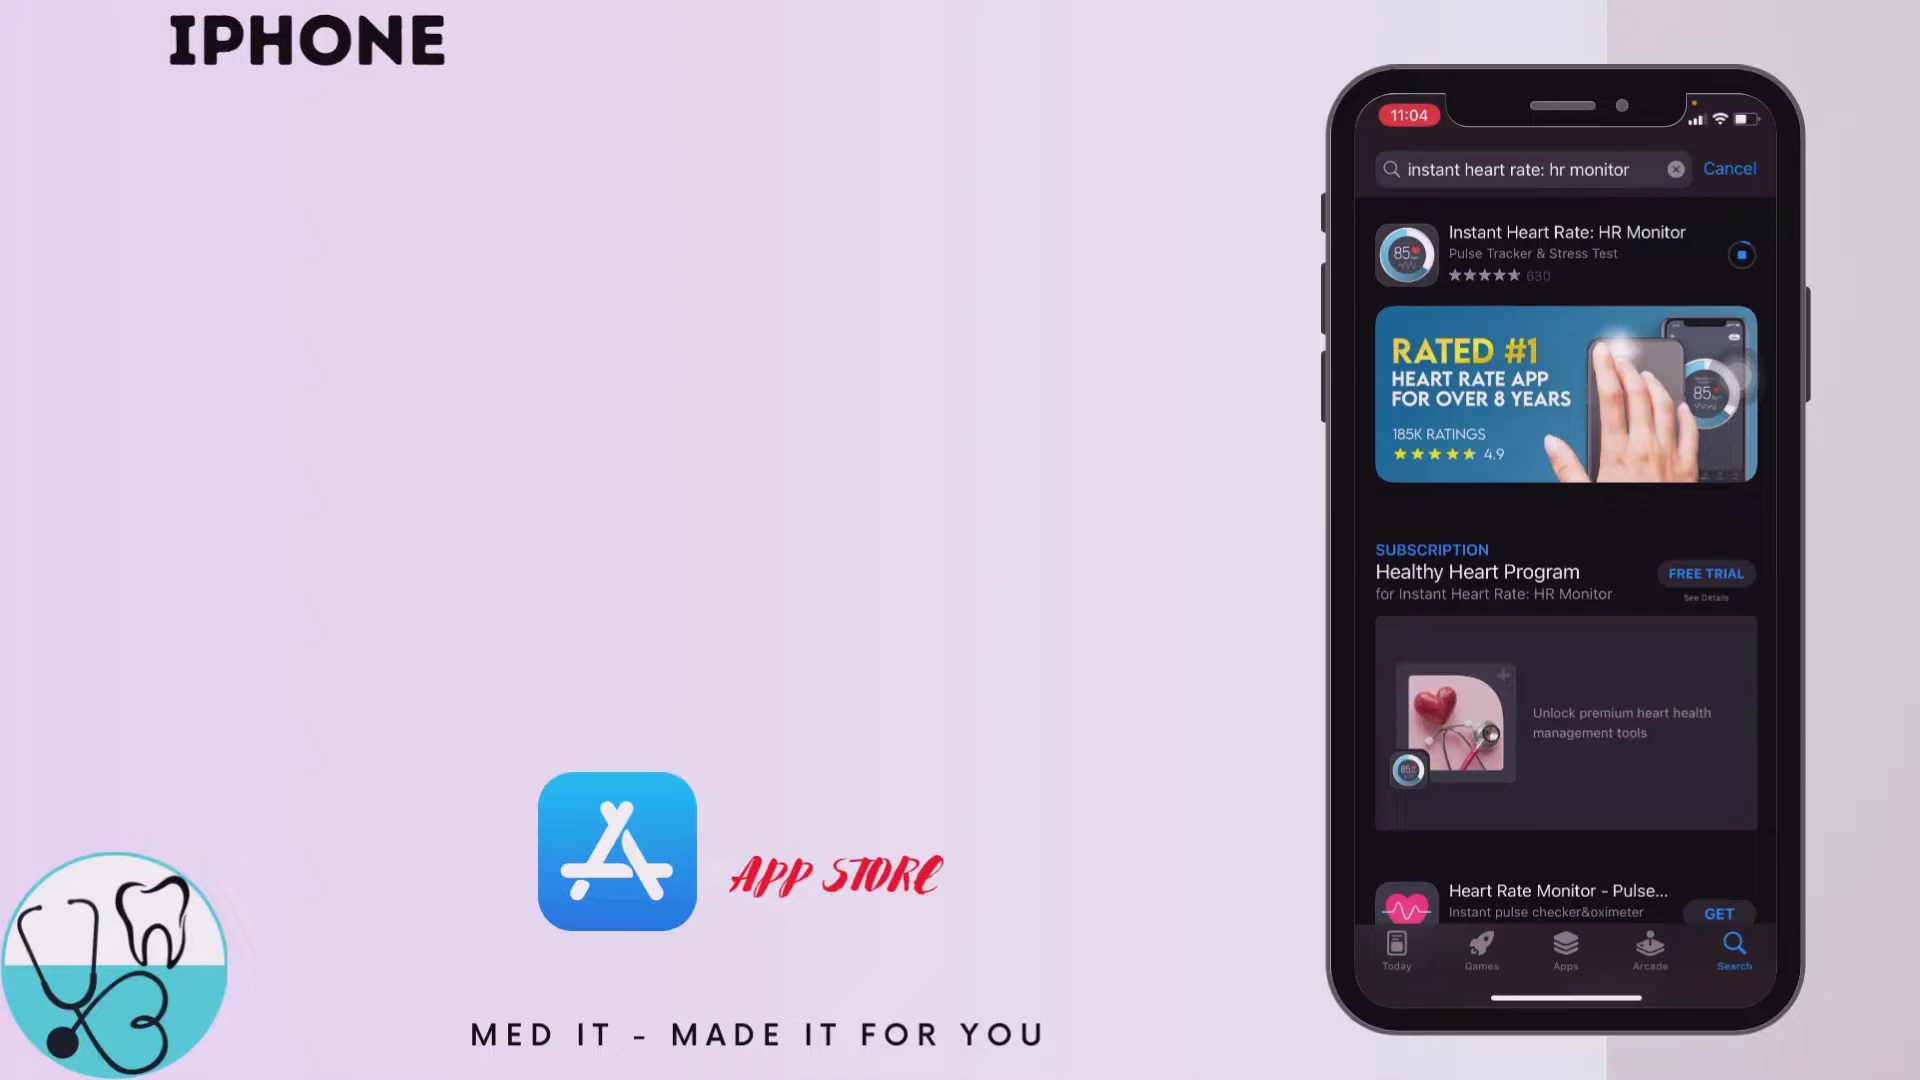 IPHONE
11:04
instant heart rate: hr monitor
Cancel
Instant Heart Rate: HR Monitor
Pulse Tracker & Stress Test
630
85
RATED #1
HEART RATE APP
FOR OVER 8 YEARS
185K RATINGS
4.9
85
SUBSCRIPTION
Healthy Heart Program
for Instant Heart Rate: HR Monitor
FREE TRIAL
See Details
Unlock premium heart health
management tools
85
Heart Rate Monitor - Pulse...
Instant pulse checker&oximeter
GET
Today
Games
Apps
Arcade
Search
APP STORE
MED IT - MADE IT FOR YOU